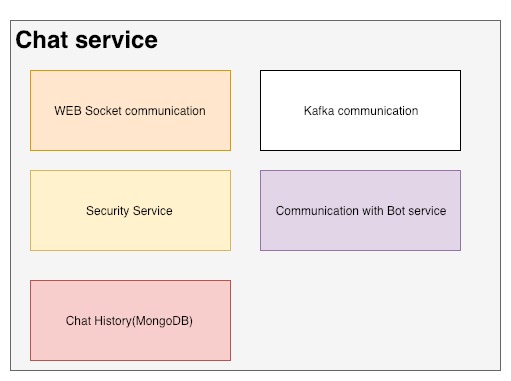 Chat service
WEB Socket communication
Kafka communication
Security Service
Communication with Bot service
Chat History(MongoDB)